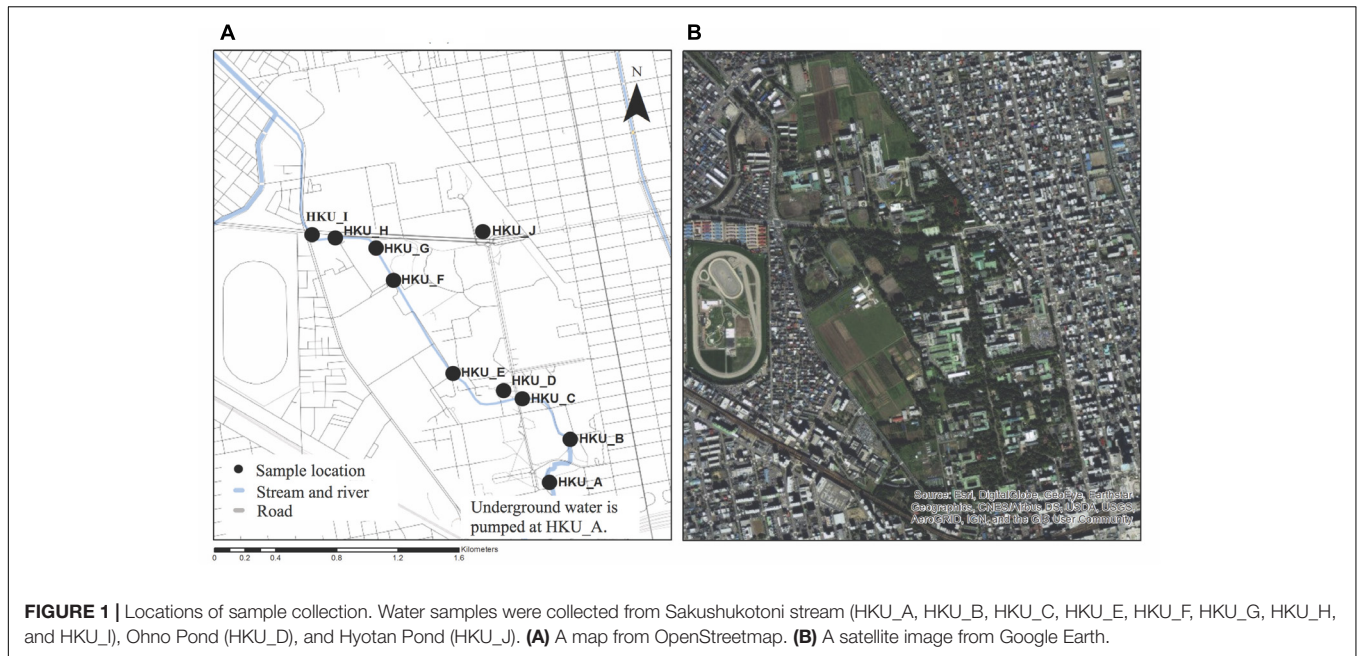 A
B
N
HKU_I
HKU_H
HKU_G
HKU_J
HKU_F
HKU_E
HKU_D
HKU_C
HKU_B
HKU_A
Sample location
Stream and river
Road
Underground water is
pumped at HKU_A.
Kilometers
0 0.2 0.4 0.8 1.2 1.6
Source: Esri, DigitalGlobe, GeoEye, Earthstar
Geographics, CNES/Airbus DS, USDA, USGS,
AeroGRID, IGN, and the GIS User Community
FIGURE 1 | Locations of sample collection. Water samples were collected from Sakushukotoni stream (HKU_A, HKU_B, HKU_C, HKU_E, HKU_F, HKU_G, HKU_H,
and HKU_I), Ohno Pond (HKU_D), and Hyotan Pond (HKU_J). (A) A map from OpenStreetmap. (B) A satellite image from Google Earth.